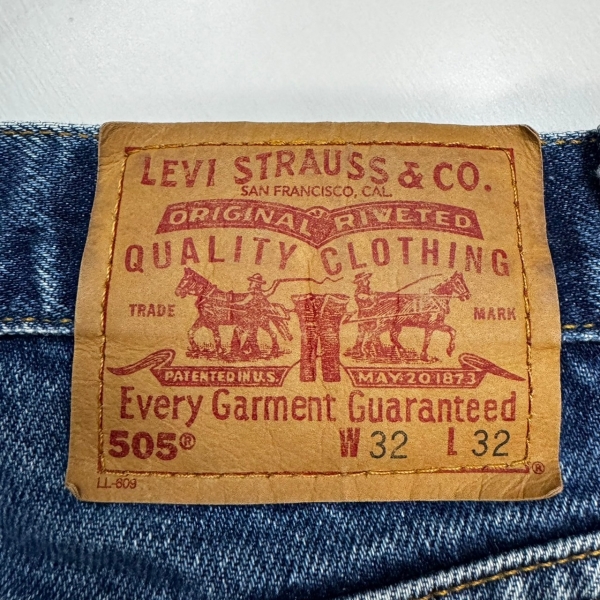 LEVI STRAUSS & CO.
SAN FRANCISCO, CAL.
ORIGINAL RIVETED
QUALITY CLOTHING
TRADE MARK
PATENTED IN U.S. MAY 20 1873
Every Garment Guaranteed
505® W 32 L 32
LL-609 ®